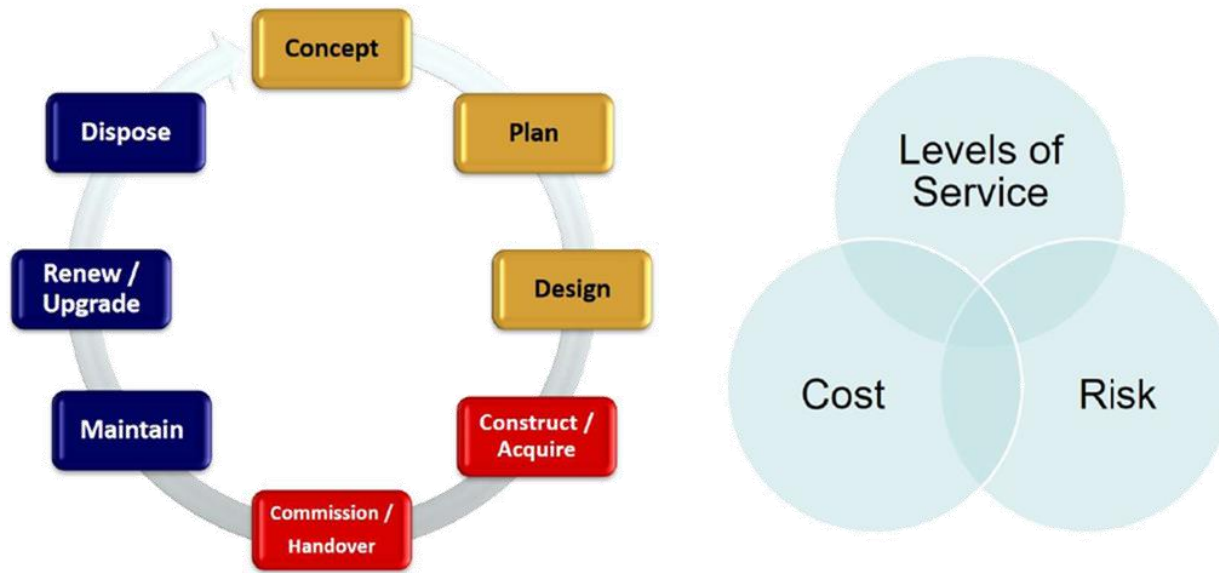 Concept
Plan
Design
Construct /
Acquire
Commission /
Handover
Maintain
Renew /
Upgrade
Dispose
Levels of
Service
Cost
Risk